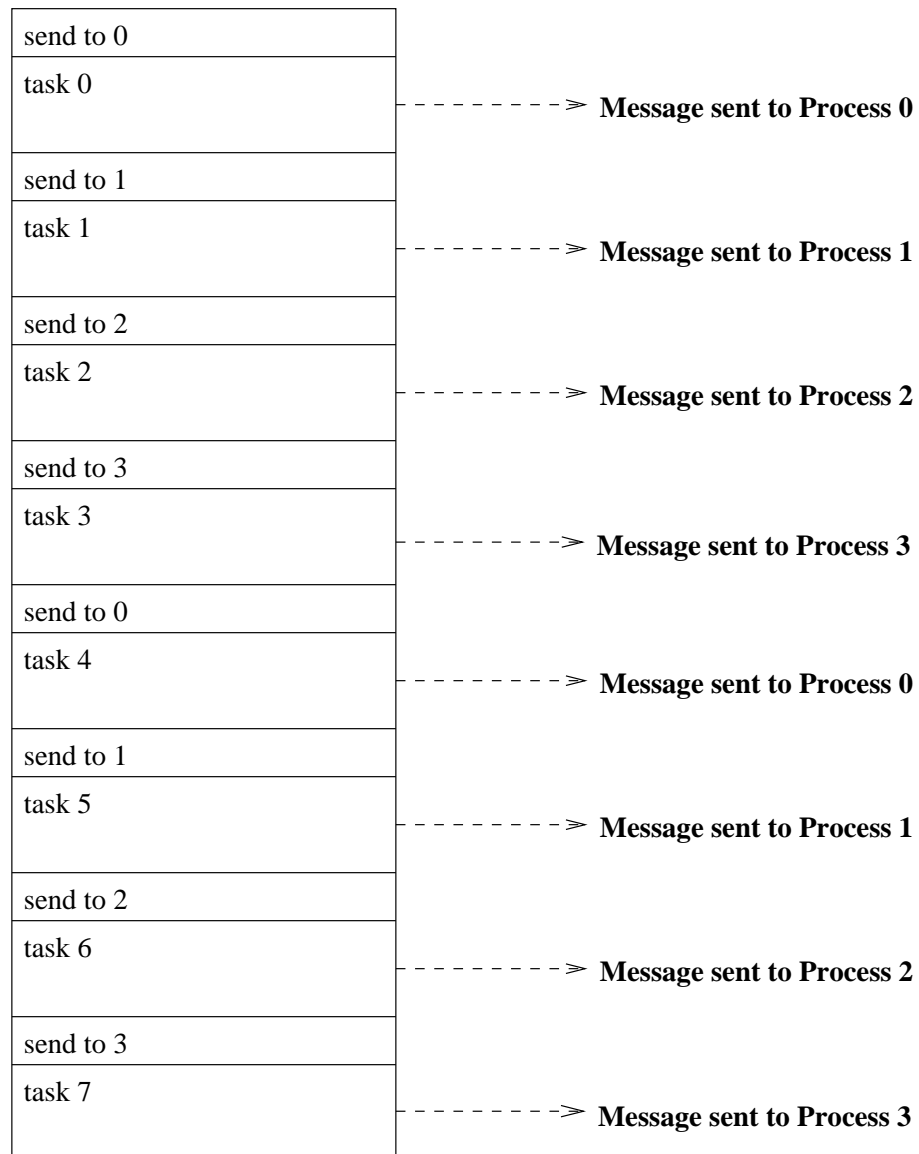 send to 0
task 0
Message sent to Process 0
send to 1
task 1
Message sent to Process 1
send to 2
task 2
Message sent to Process 2
send to 3
task 3
Message sent to Process 3
send to 0
task 4
Message sent to Process 0
send to 1
task 5
Message sent to Process 1
send to 2
task 6
Message sent to Process 2
send to 3
task 7
Message sent to Process 3